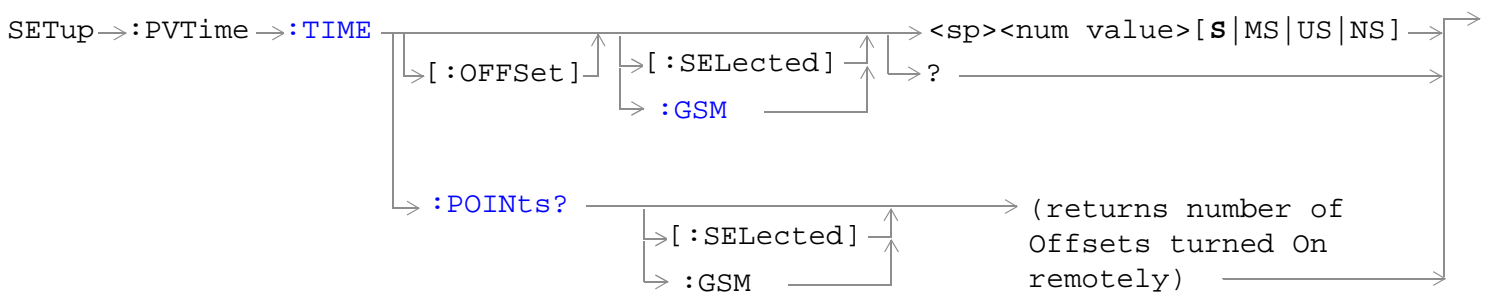 SETup :PVTime :TIME <sp><num value>[S|MS|US|NS]
[:OFFSet] [:SELected] ?
:GSM
:POINts? (returns number of
[:SELected] Offsets turned On
:GSM remotely)